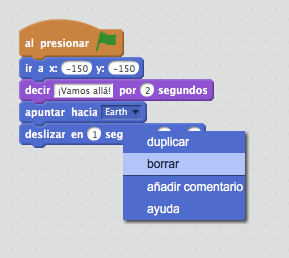 al presionar
ir a x: -150 y: -150
decir ¡Vamos allá! por 2 segundos
apuntar hacia Earth
deslizar en 1
duplicar
borrar
añadir comentario
ayuda